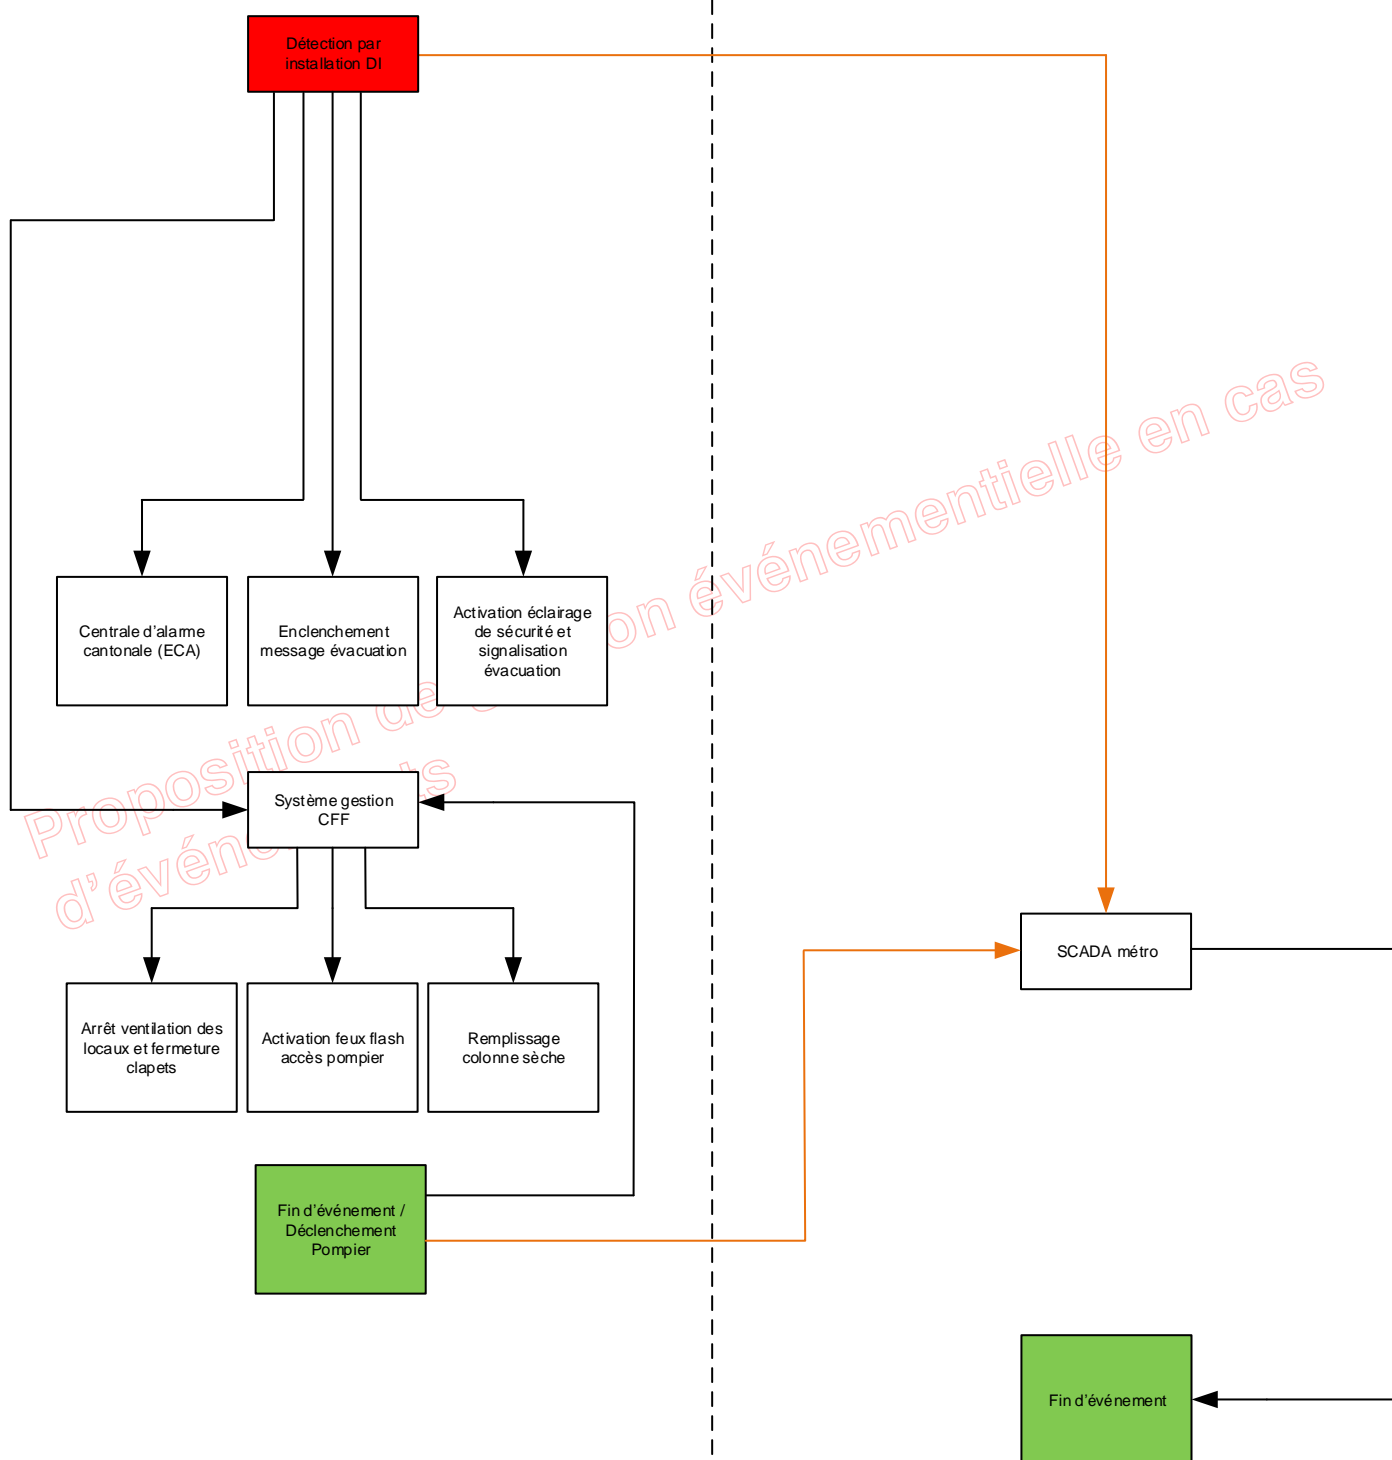 Détection par
installation DI
Centrale d'alarme
cantonale (ECA)
Enclenchement
message évacuation
Activation éclairage
de sécurité et
signalisation
évacuation
Proposition de on événementielle en cas
Système gestion
CFF
SCADA métro
Arrêt ventilation des
locaux et fermeture
clapets
Activation feux flash
accès pompier
Remplissage
colonne sèche
Fin d'événement /
Déclenchement
Pompier
Fin d'événement